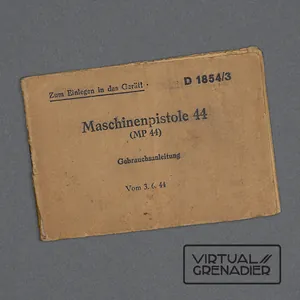 Zum Einlegen in das Gerät!
D 1854/3
Maschinenpistole 44
(MP 44)
Gebrauchsanleitung
Vom 3. 6. 44
VIRTUAL//
GRENADIER